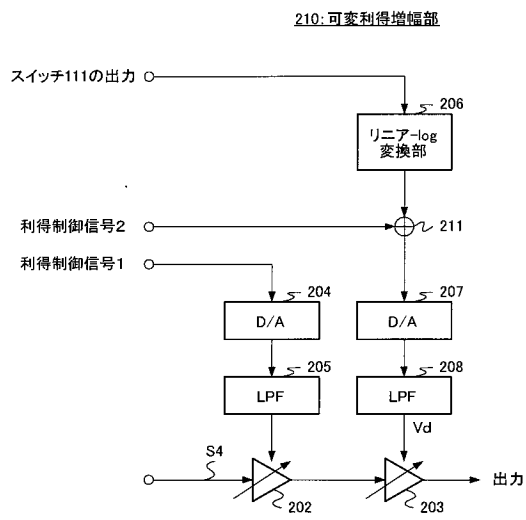 210:可変利得増幅部
スイッチ111の出力
206
リニア-log
変換部
利得制御信号2
211
利得制御信号1
204
207
D/A
D/A
205
208
LPF
LPF
Vd
S4
出力
202
203